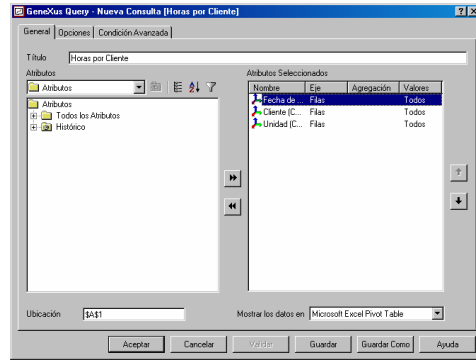 GeneXus Query - Nueva Consulta [Horas por Cliente]
General Opciones Condición Avanzada
Título Horas por Cliente
Atributos
Atributos
Atributos
Todos los Atributos
Histórico
Atributos Seleccionados
Nombre Eje Agregación Valores
Fecha de ... Filas Todos
Cliente (C... Filas Todos
Unidad (C... Filas Todos
Ubicación $A$1
Mostrar los datos en Microsoft Excel Pivot Table
Aceptar Cancelar Validar Guardar Guardar Como Ayuda